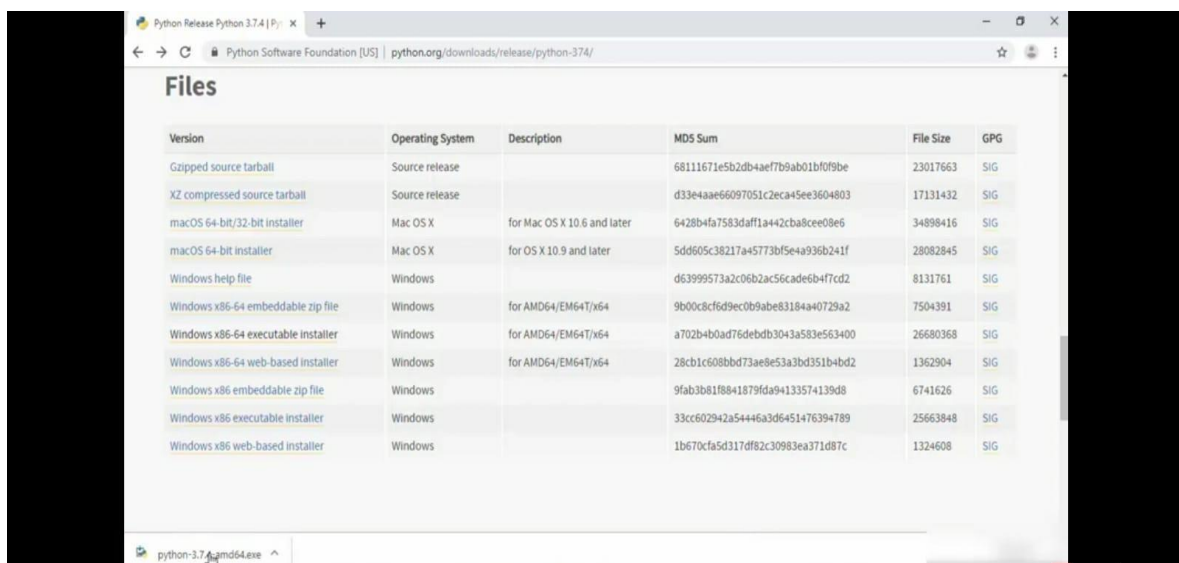 Python Release Python 3.7.4 | Py
Python Software Foundation [US] | python.org/downloads/release/python-374/
Files
Version Operating System Description MD5 Sum File Size GPG
Gzipped source tarball Source release 68111671e5b2db4aef7b9ab01bf0f9be 23017663 SIG
XZ compressed source tarball Source release d33e4aae66097051c2eca45ee3604803 17131432 SIG
macOS 64-bit/32-bit installer Mac OS X for Mac OS X 10.6 and later 6428b4fa7583daff1a442cba8cee08e6 34898416 SIG
macOS 64-bit installer Mac OS X for OS X 10.9 and later 5dd605c38217a45773bf5e4a936b241f 28082845 SIG
Windows help file Windows d63999573a2c06b2ac56cade6b4f7cd2 8131761 SIG
Windows x86-64 embeddable zip file Windows for AMD64/EM64T/x64 9b00c8cf6d9ec0b9abe83184a40729a2 7504391 SIG
Windows x86-64 executable installer Windows for AMD64/EM64T/x64 a702b4b0ad76debdb3043a583e563400 26680368 SIG
Windows x86-64 web-based installer Windows for AMD64/EM64T/x64 28cb1c608bbd73ae8e53a3bd351b4bd2 1362904 SIG
Windows x86 embeddable zip file Windows 9fab3b81f8841879fda94133574139d8 6741626 SIG
Windows x86 executable installer Windows 33cc602942a54446a3d6451476394789 25663848 SIG
Windows x86 web-based installer Windows 1b670cfa5d317df82c30983ea371d87c 1324608 SIG
python-3.7.4-amd64.exe